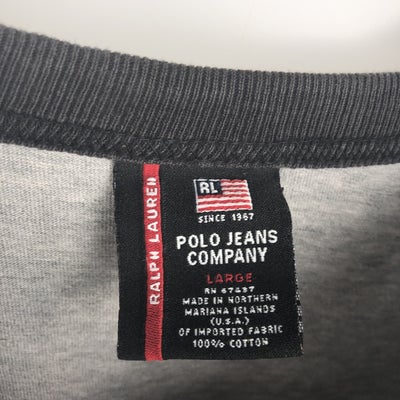 RALPH LAUREN
RL
SINCE 1967
POLO JEANS
COMPANY
LARGE
RN 67337
MADE IN NORTHERN
MARIANA ISLANDS
(U.S.A.)
OF IMPORTED FABRIC
100% COTTON